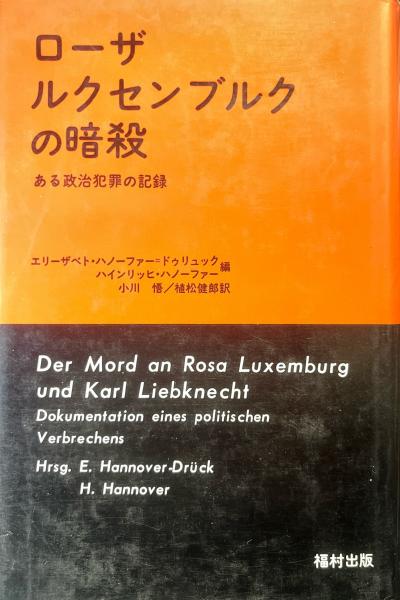 ローザ
ルクセンブルク
の暗殺
ある政治犯罪の記録
エリーザベト・ハノーファー=ドゥリュック
ハインリッヒ・ハノーファー 編
小川 悟/植松健郎訳
Der Mord an Rosa Luxemburg
und Karl Liebknecht
Dokumentation eines politischen
Verbrechens
Hrsg. E. Hannover-Drück
H. Hannover
福村出版